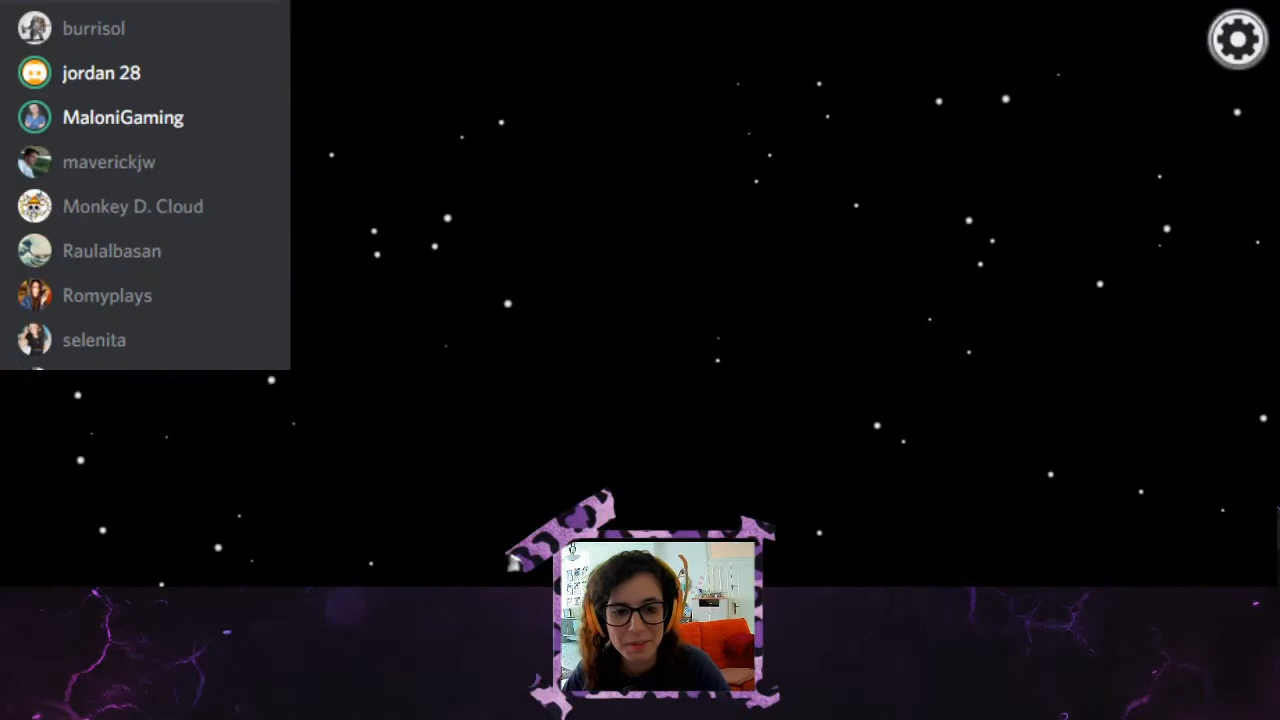 burrisol
jordan 28
MaloniGaming
maverickjw
Monkey D. Cloud
Raulalbasan
Romyplays
selenita